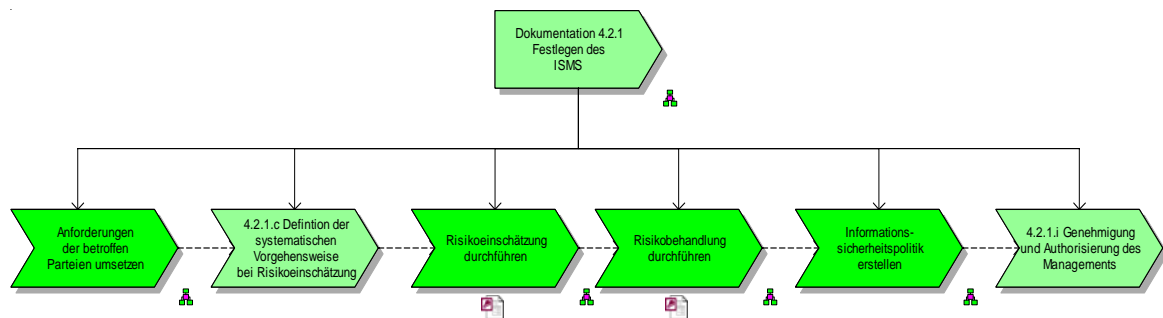 Dokumentation 4.2.1
Festlegen des
ISMS
Anforderungen
der betroffen
Parteien umsetzen
4.2.1.c Defintion der
systematischen
Vorgehensweise
bei Risikoeinschätzung
Risikoeinschätzung
durchführen
Risikobehandlung
durchführen
Informations-
sicherheitspolitik
erstellen
4.2.1.i Genehmigung
und Authorisierung des
Managements